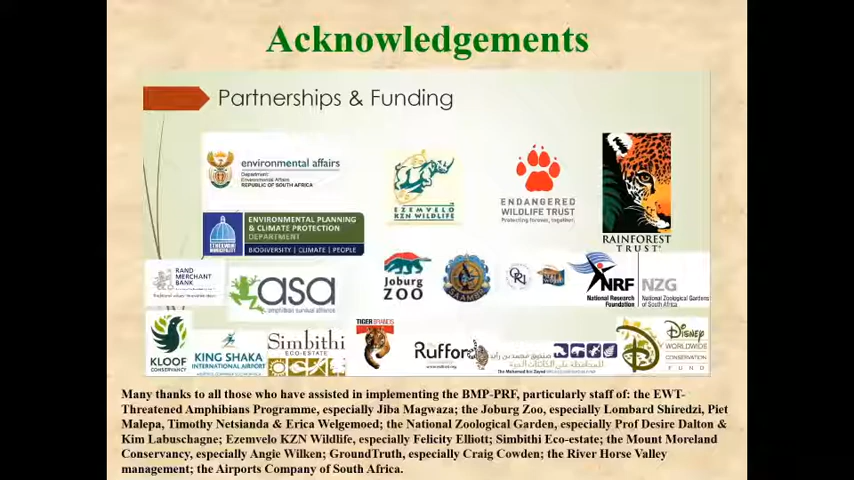 Acknowledgements
Partnerships & Funding
environmental affairs
Department:
Environmental Affairs
REPUBLIC OF SOUTH AFRICA
EZEMVELO
KZN WILDLIFE
ENDANGERED
WILDLIFE TRUST
Protecting forever, together.
RAINFOREST
TRUST
ENVIRONMENTAL PLANNING
& CLIMATE PROTECTION
DEPARTMENT
BIODIVERSITY | CLIMATE | PEOPLE
RAND
MERCHANT
BANK
asa
amphibian survival alliance
Joburg
ZOO
SAAMBR
ORI
NRF
National Research
Foundation
NZG
National Zoological Gardens
of South Africa
KLOOF
CONSERVANCY
KING SHAKA
INTERNATIONAL AIRPORT
Simbithi
ECO-ESTATE
TIGER BRANDS
Ruffor
Disney
WORLDWIDE
CONSERVATION
FUND
Many thanks to all those who have assisted in implementing the BMP-PRF, particularly staff of: the EWT-
Threatened Amphibians Programme, especially Jiba Magwaza; the Joburg Zoo, especially Lombard Shiredzi, Piet
Malepa, Timothy Netsianda & Erica Welgemoed; the National Zoological Garden, especially Prof Desire Dalton &
Kim Labuschagne; Ezemvelo KZN Wildlife, especially Felicity Elliott; Simbithi Eco-estate; the Mount Moreland
Conservancy, especially Angie Wilken; GroundTruth, especially Craig Cowden; the River Horse Valley
management; the Airports Company of South Africa.